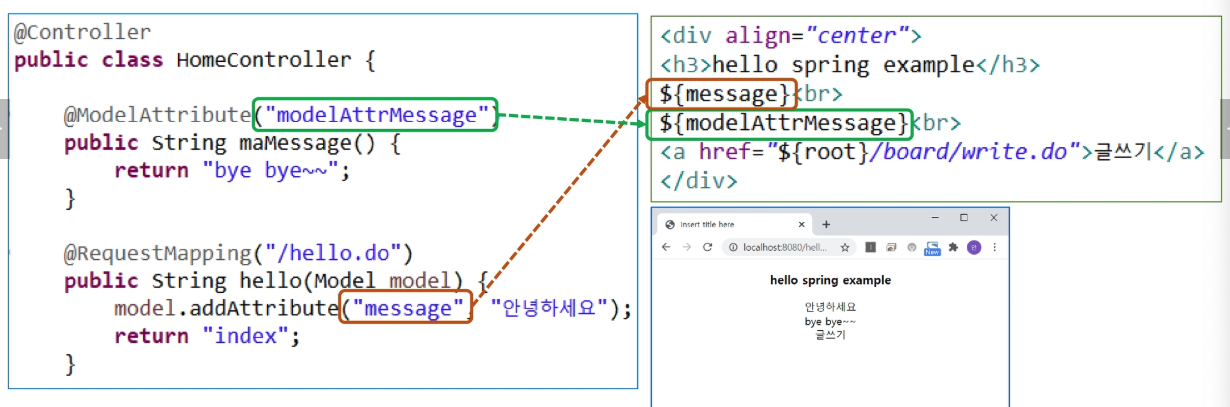 @Controller
public class HomeController {
@ModelAttribute("modelAttrMessage")
public String maMessage() {
return "bye bye~~";
}
@RequestMapping("/hello.do")
public String hello(Model model) {
model.addAttribute("message", "안녕하세요");
return "index";
}
<div align="center">
<h3>hello spring example</h3>
${message}<br>
${modelAttrMessage}<br>
<a href="${root}/board/write.do">글쓰기</a>
</div>
Insert title here
localhost:8080/hell...
New
hello spring example
안녕하세요
bye bye~~
글쓰기